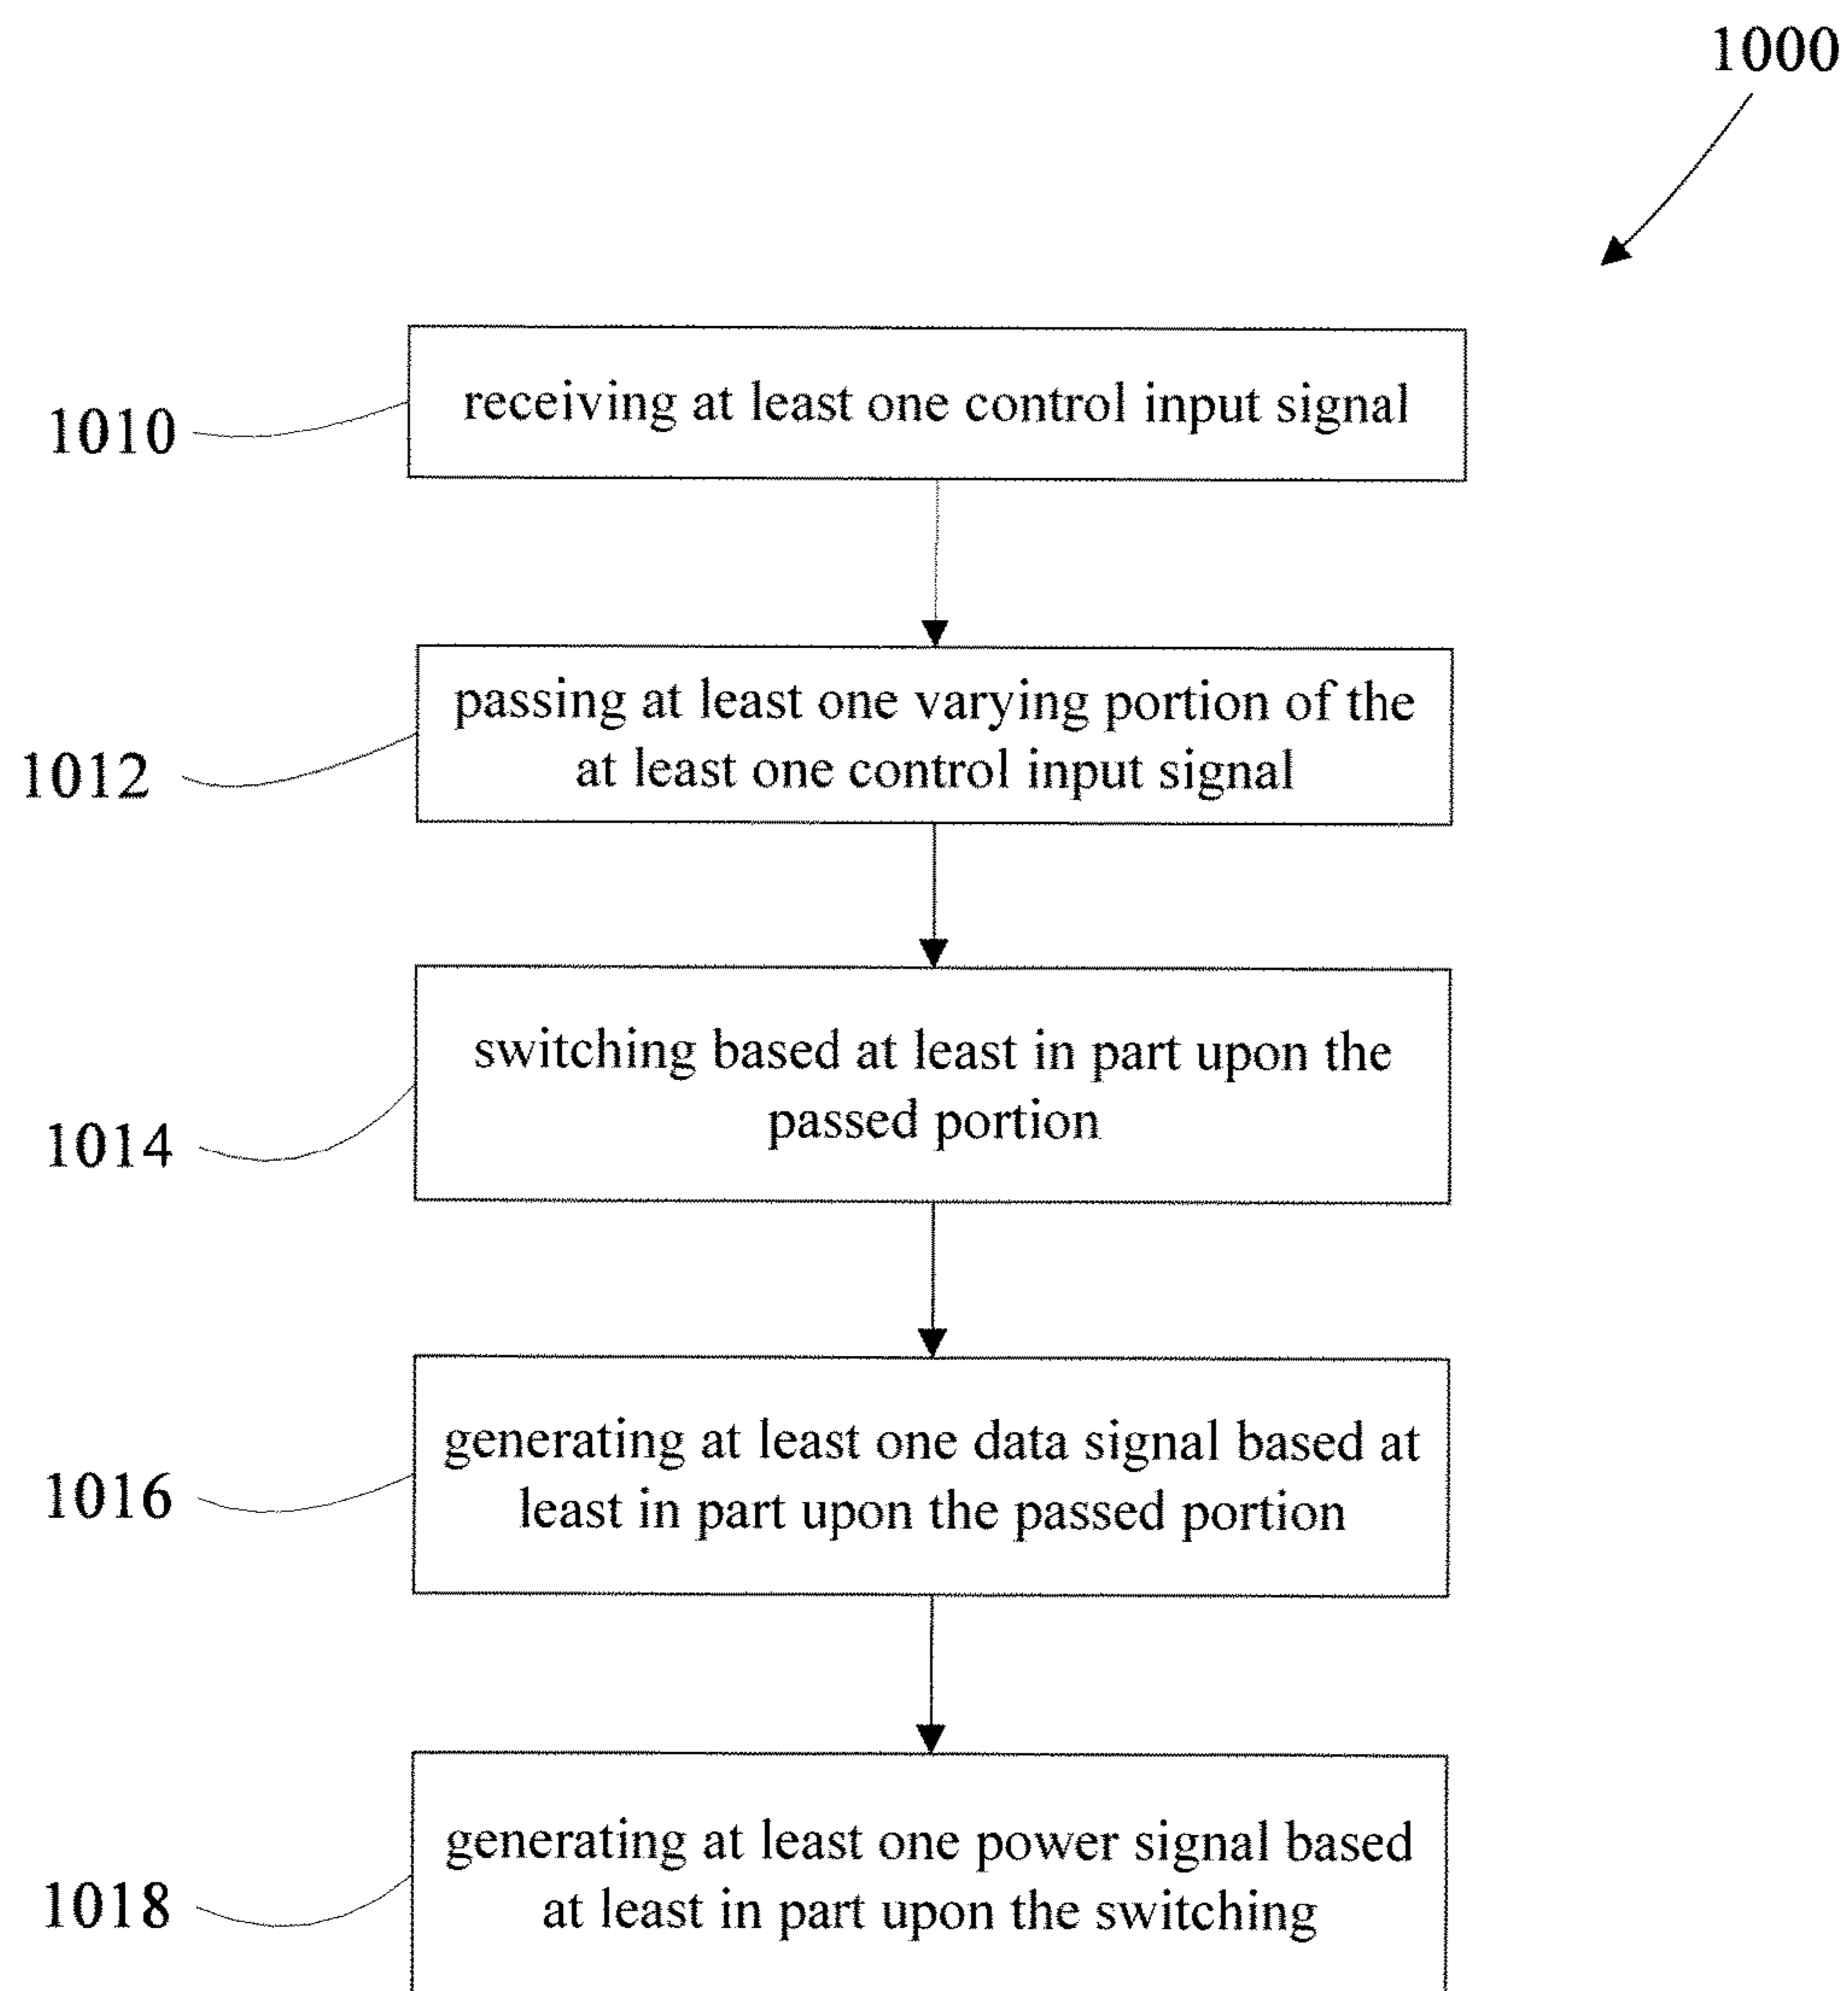 1000
1010
receiving at least one control input signal
1012
passing at least one varying portion of the
at least one control input signal
1014
switching based at least in part upon the
passed portion
1016
generating at least one data signal based at
least in part upon the passed portion
1018
generating at least one power signal based
at least in part upon the switching